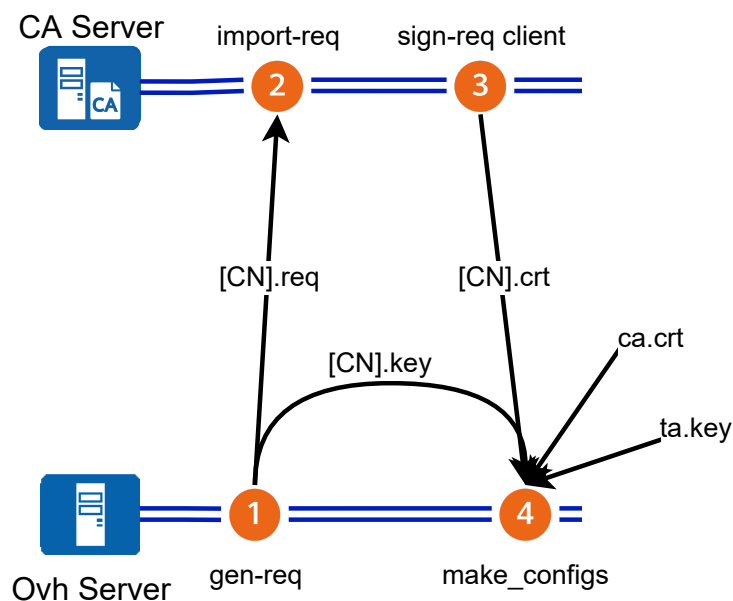 CA Server
import-req
sign-req client
CA
2
3
[CN].req
[CN].crt
ca.crt
[CN].key
ta.key
1
4
gen-req
make_configs
Ovh Server